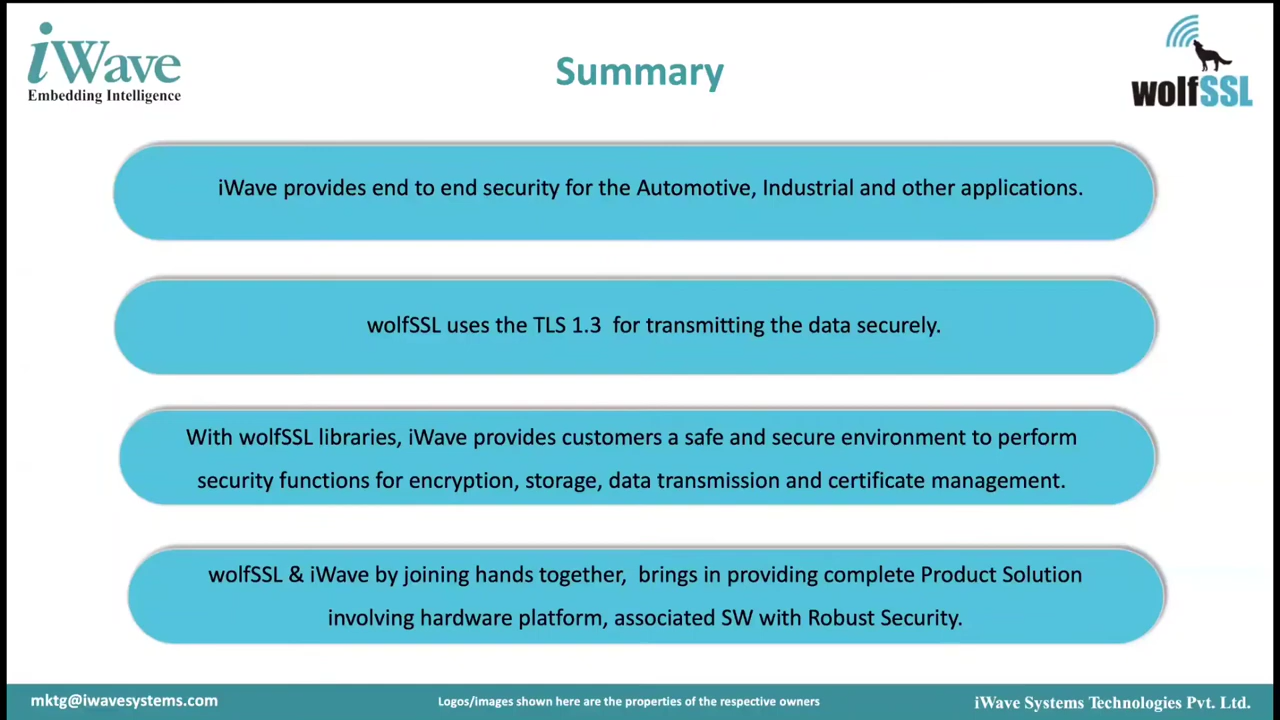 iWave
Embedding Intelligence
Summary
wolfSSL
iWave provides end to end security for the Automotive, Industrial and other applications.
wolfSSL uses the TLS 1.3  for transmitting the data securely.
With wolfSSL libraries, iWave provides customers a safe and secure environment to perform
security functions for encryption, storage, data transmission and certificate management.
wolfSSL & iWave by joining hands together,  brings in providing complete Product Solution
involving hardware platform, associated SW with Robust Security.
mktg@iwavesystems.com
Logos/images shown here are the properties of the respective owners
iWave Systems Technologies Pvt. Ltd.